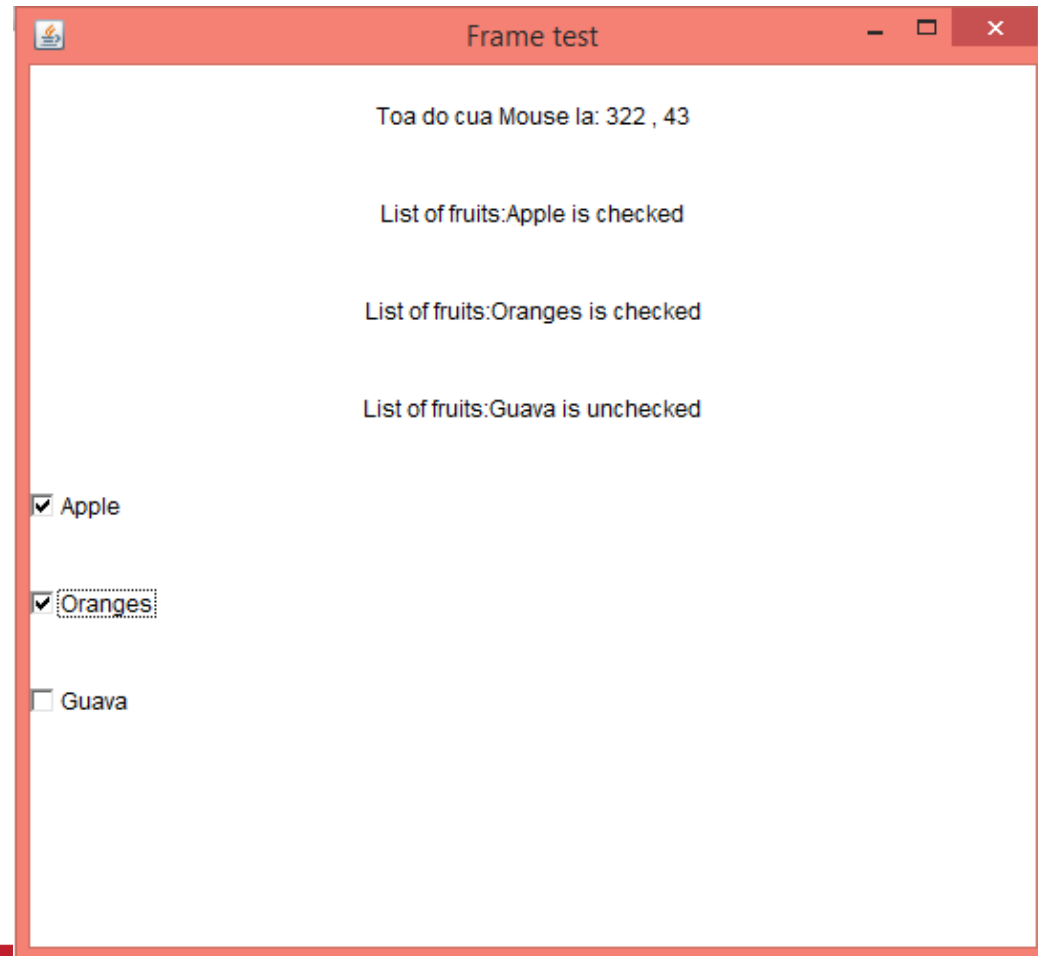 Frame test
Toa do cua Mouse la: 322 , 43
List of fruits:Apple is checked
List of fruits:Oranges is checked
List of fruits:Guava is unchecked
Apple
Oranges
Guava